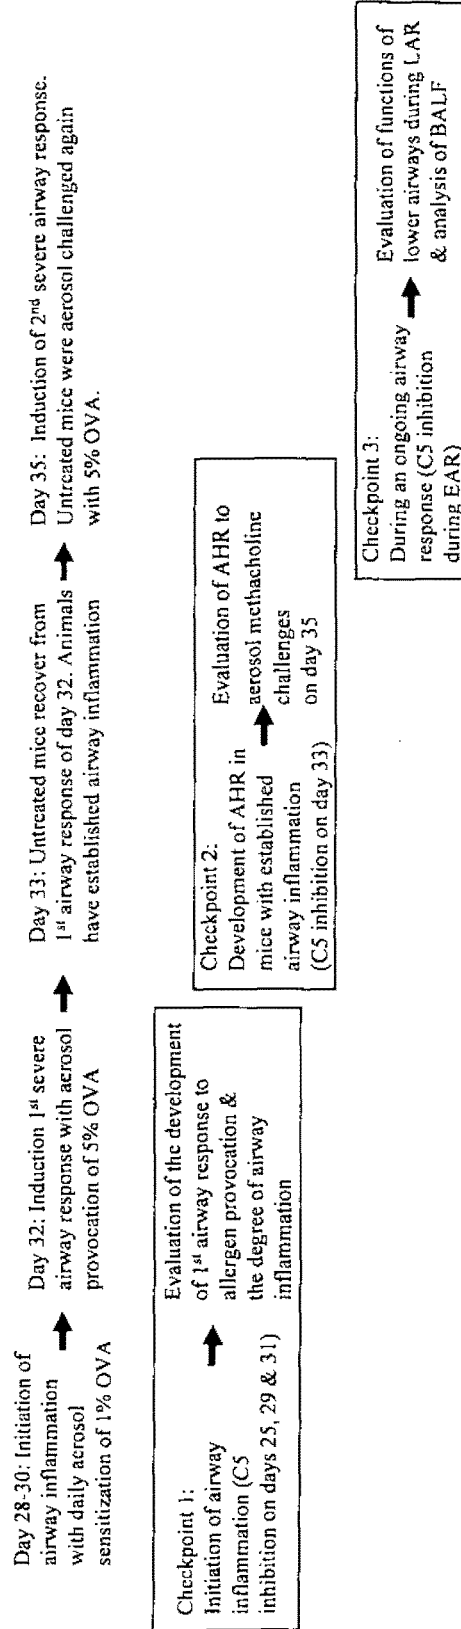 Day 28-30: Initiation of
airway inflammation
with daily aerosol
sensitization of 1% OVA
Day 32: Induction 1st severe
airway response with aerosol
provocation of 5% OVA
Day 33: Untreated mice recover from
1st airway response of day 32. Animals
have established airway inflammation
Day 35: Induction of 2nd severe airway response.
Untreated mice were aerosol challenged again
with 5% OVA.
Checkpoint 1:
Initiation of airway
inflammation (C5
inhibition on days 25, 29 & 31)
Evaluation of the development
of 1st airway response to
allergen provocation &
the degree of airway
inflammation
Checkpoint 2:
Development of AHR in
mice with established
airway inflammation
(C5 inhibition on day 33)
Evaluation of AHR to
aerosol methacholine
challenges
on day 35
Checkpoint 3:
During an ongoing airway
response (C5 inhibition
during EAR)
Evaluation of functions of
lower airways during LAR
& analysis of BALF